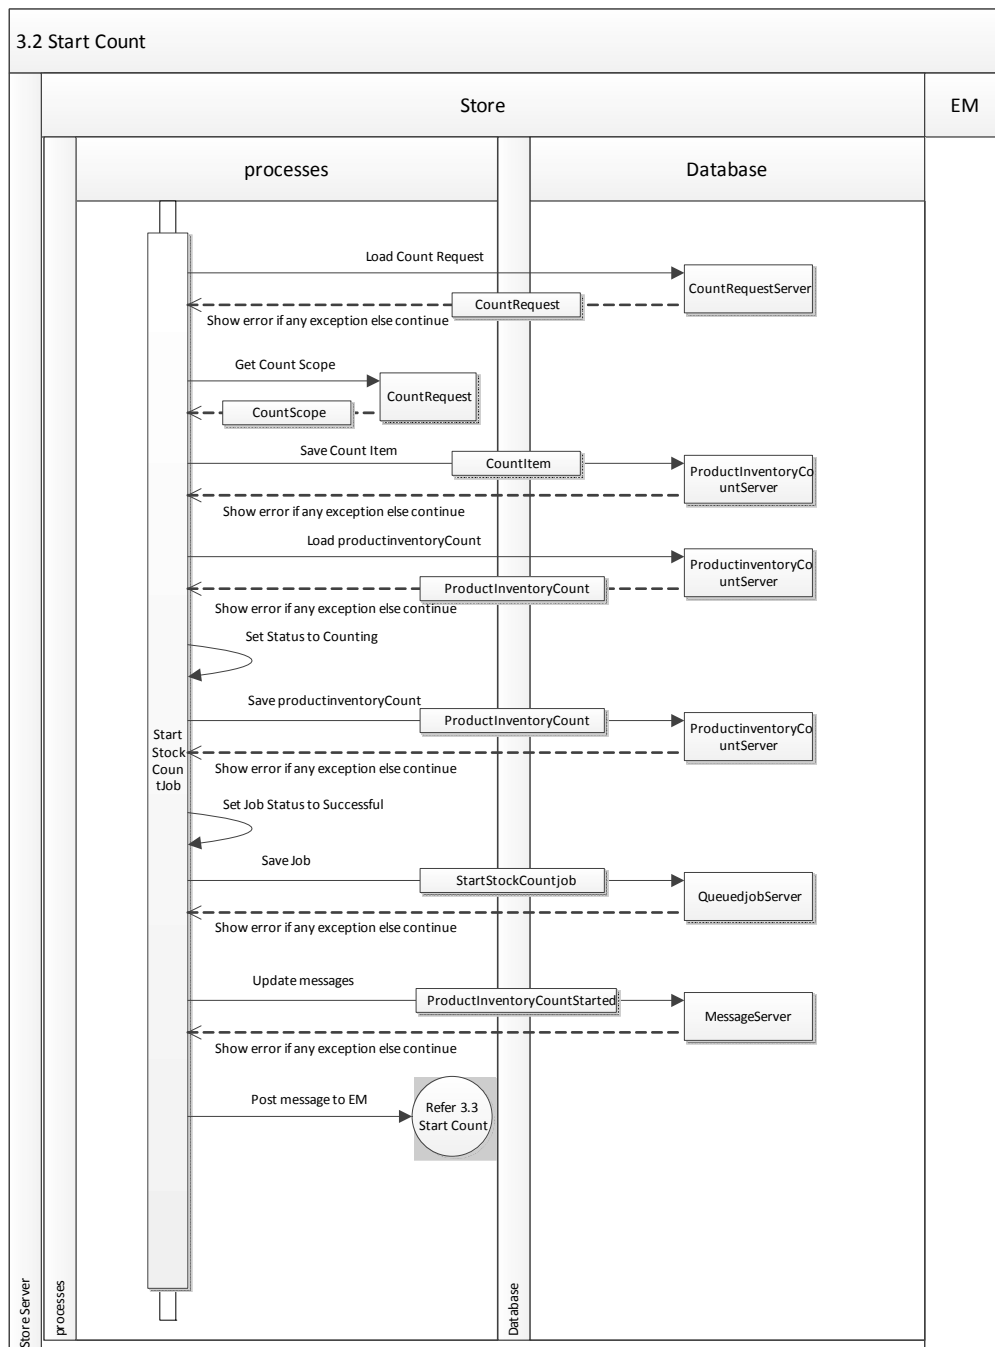 3.2 Start Count
Store
EM
processes
Database
Load Count Request
CountRequestServer
CountRequest
Show error if any exception else continue
Get Count Scope
CountRequest
CountScope
Save Count Item
CountItem
ProductInventoryCo
untServer
Show error if any exception else continue
Load productinventoryCount
ProductinventoryCo
untServer
ProductInventoryCount
Show error if any exception else continue
Set Status to Counting
Save productinventoryCount
ProductInventoryCount
ProductinventoryCo
untServer
Start
Stock
Coun
tJob
Show error if any exception else continue
Set Job Status to Successful
Save Job
StartStockCountjob
QueuedjobServer
Show error if any exception else continue
Update messages
ProductInventoryCountStarted
MessageServer
Show error if any exception else continue
Post message to EM
Refer 3.3
Start Count
Store Server
processes
Database